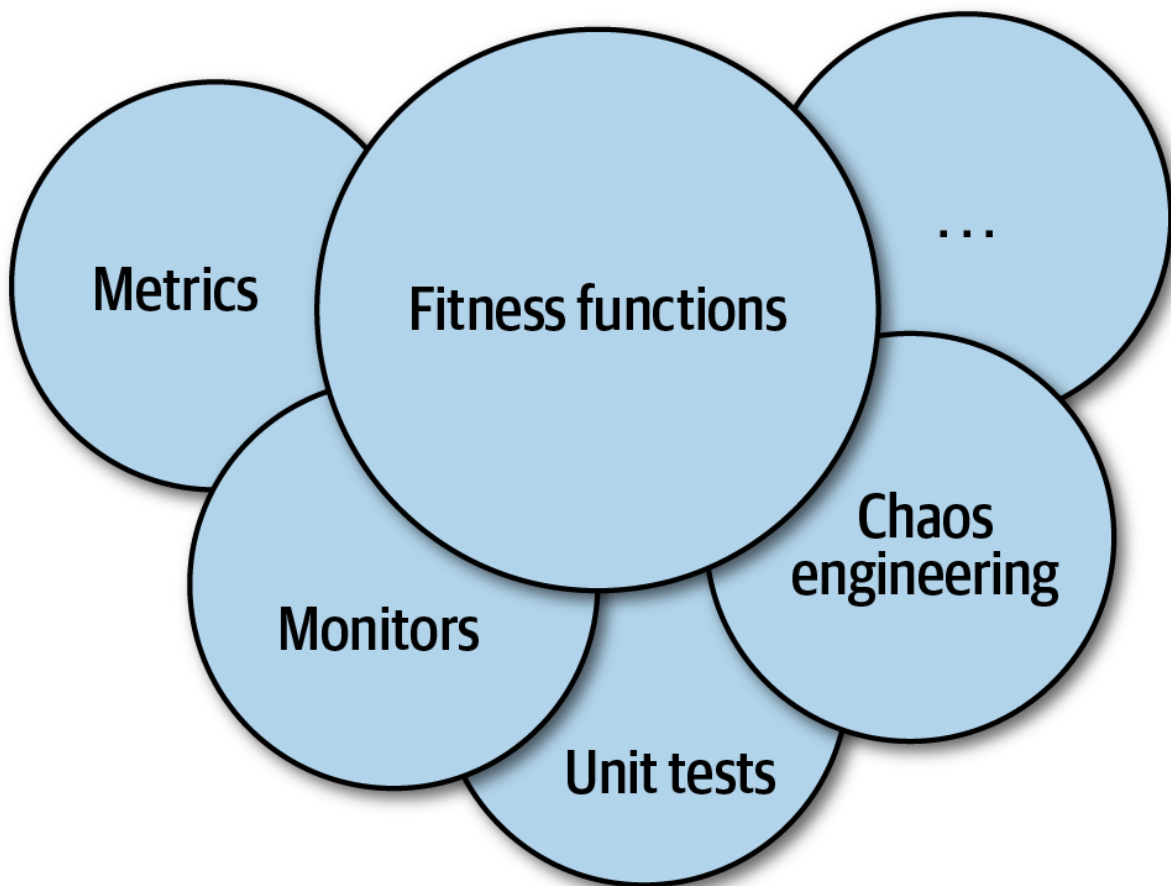 ...
Metrics
Fitness functions
Chaos
engineering
Monitors
Unit tests